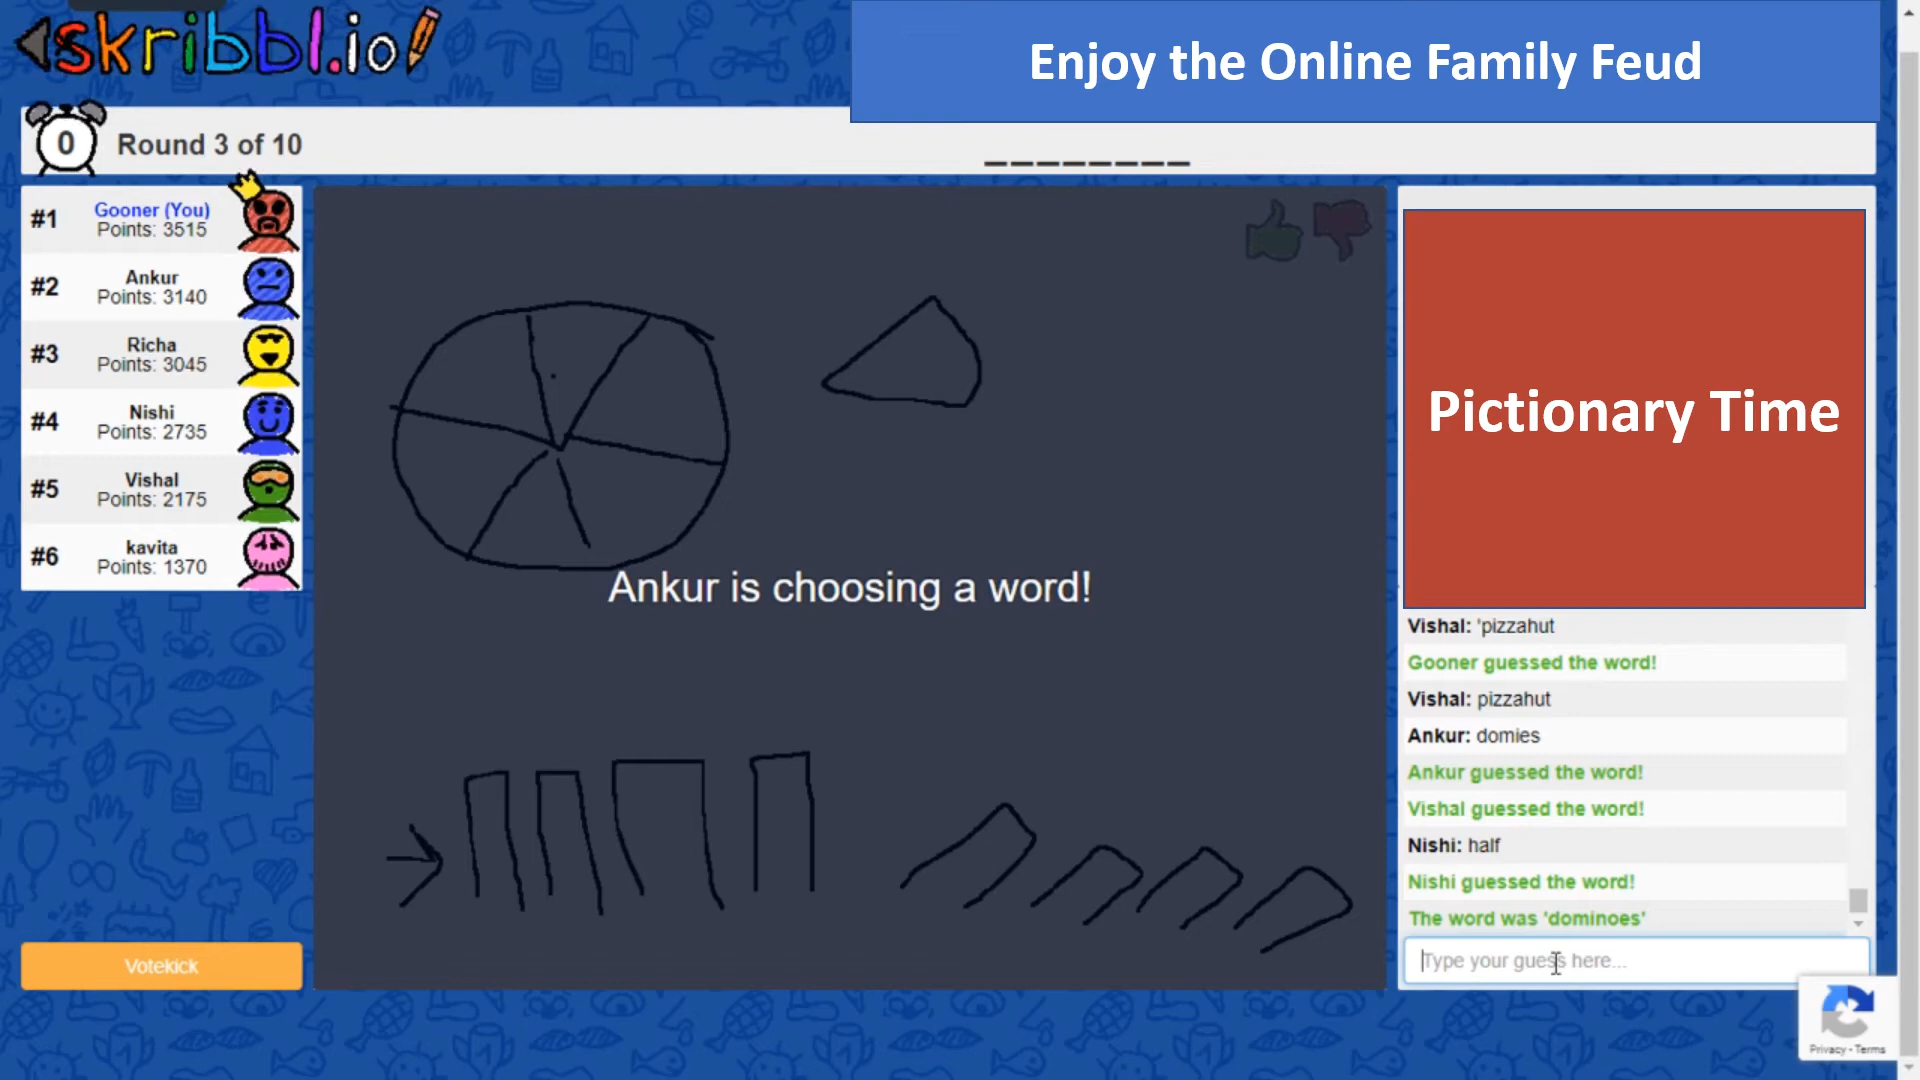 skribbl.io
Enjoy the Online Family Feud
0
Round 3 of 10
________
#1
Gooner (You)
Points: 3515
#2
Ankur
Points: 3140
#3
Richa
Points: 3045
#4
Nishi
Points: 2735
#5
Vishal
Points: 2175
#6
kavita
Points: 1370
Votekick
Ankur is choosing a word!
Pictionary Time
Vishal: 'pizzahut
Gooner guessed the word!
Vishal: pizzahut
Ankur: domies
Ankur guessed the word!
Vishal guessed the word!
Nishi: half
Nishi guessed the word!
The word was 'dominoes'
Type your guess here...
Privacy - Terms